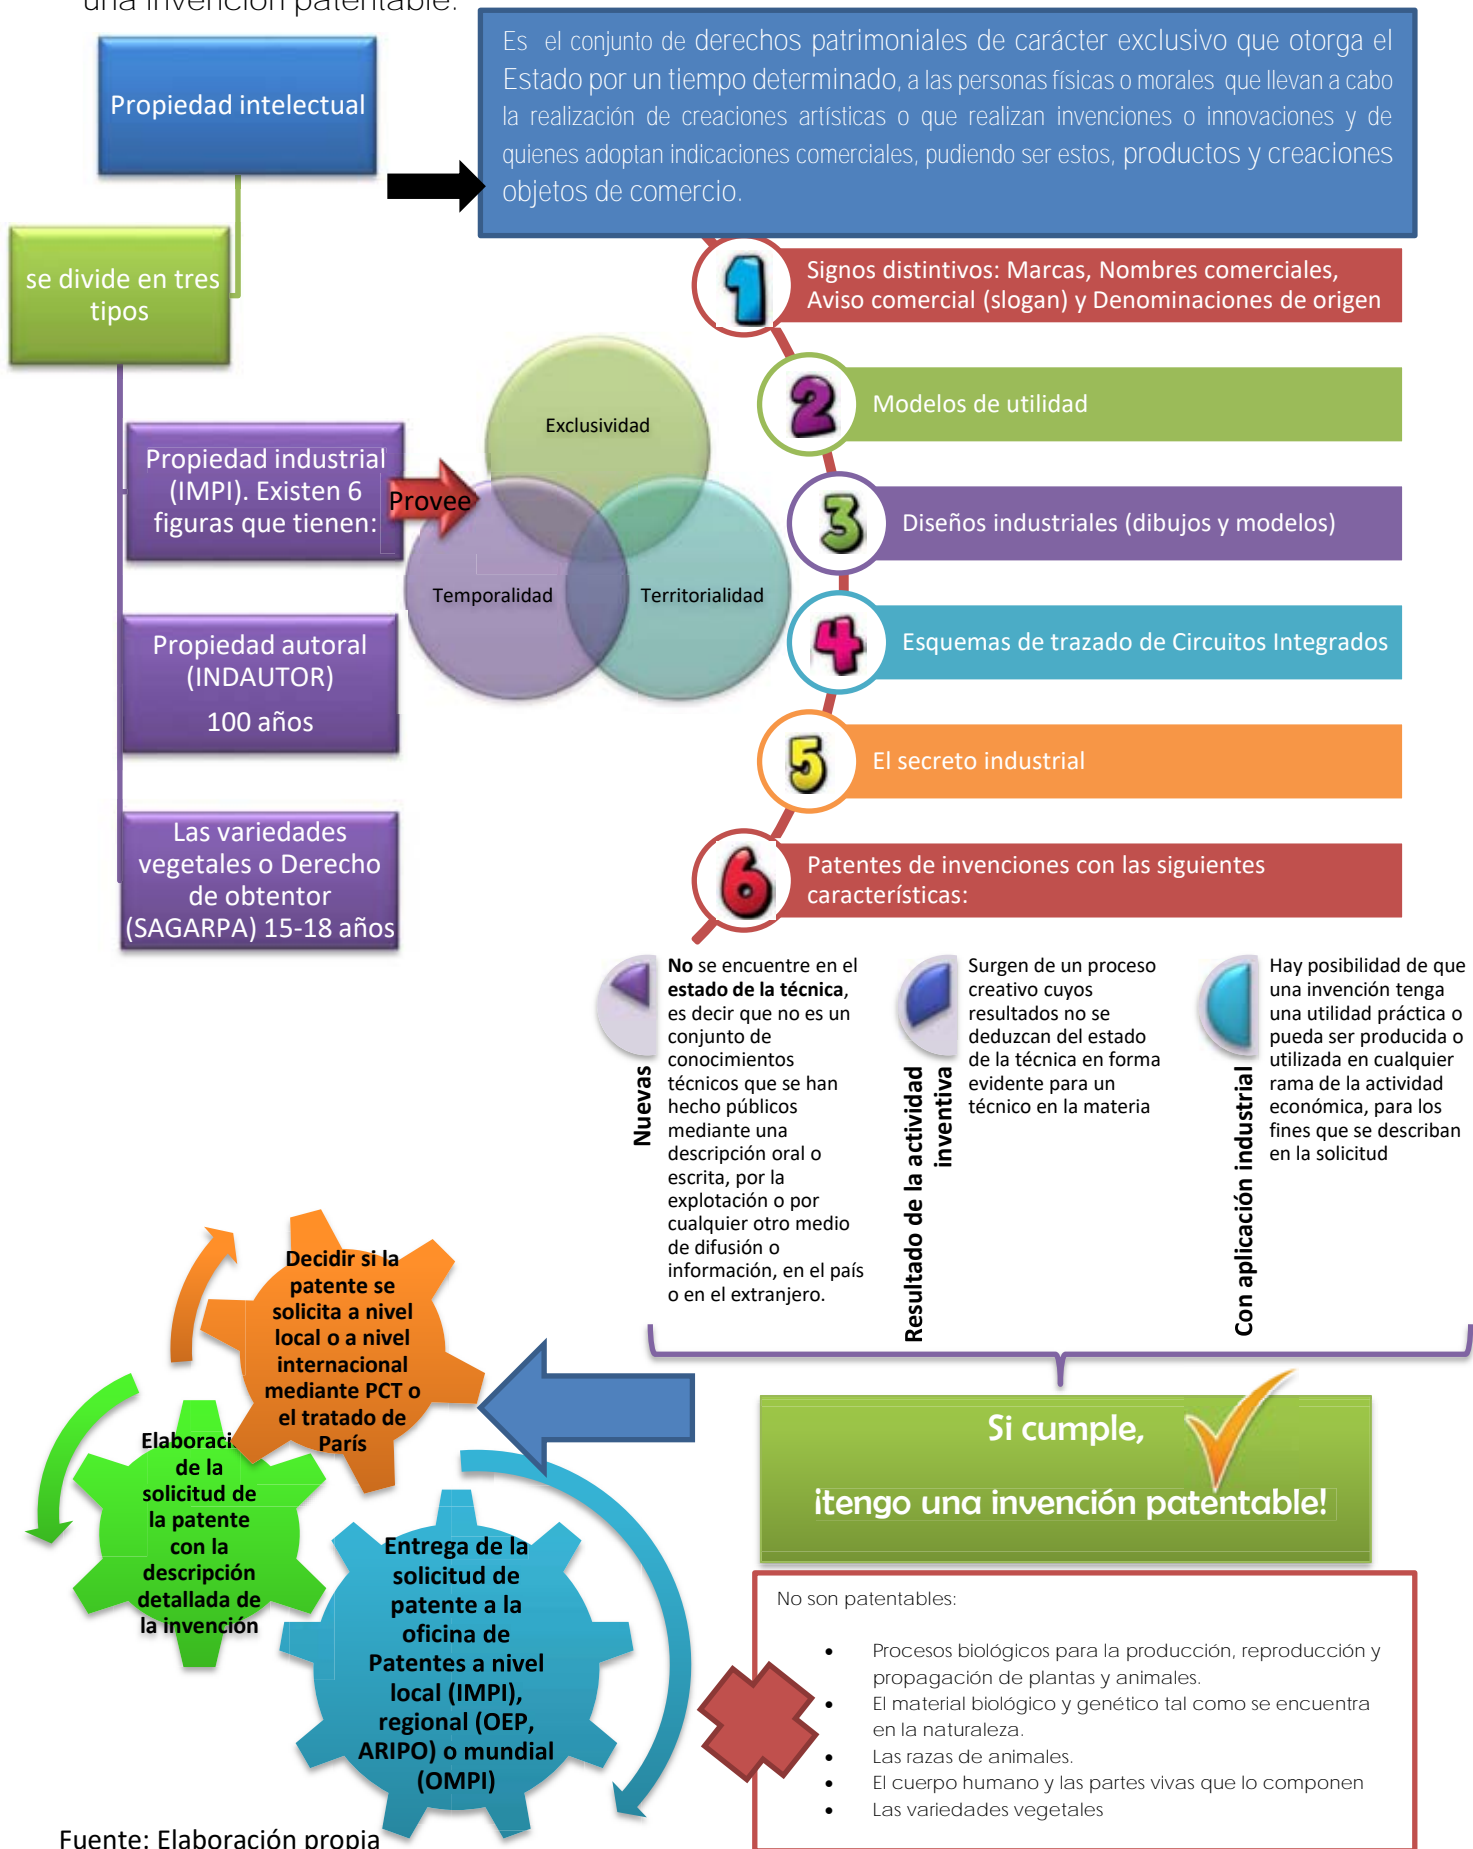 una invención patentable.
Propiedad intelectual
Es el conjunto de derechos patrimoniales de carácter exclusivo que otorga el
Estado por un tiempo determinado, a las personas físicas o morales que llevan a cabo
la realización de creaciones artísticas o que realizan invenciones o innovaciones y de
quienes adoptan indicaciones comerciales, pudiendo ser estos, productos y creaciones
objetos de comercio.
se divide en tres
tipos
Propiedad industrial
(IMPI). Existen 6
figuras que tienen:
Provee
Propiedad autoral
(INDAUTOR)
100 años
Las variedades
vegetales o Derecho
de obtentor
(SAGARPA) 15-18 años
Exclusividad
Temporalidad
Territorialidad
1
Signos distintivos: Marcas, Nombres comerciales,
Aviso comercial (slogan) y Denominaciones de origen
2
Modelos de utilidad
3
Diseños industriales (dibujos y modelos)
4
Esquemas de trazado de Circuitos Integrados
5
El secreto industrial
6
Patentes de invenciones con las siguientes
características:
Nuevas
No se encuentre en el
estado de la técnica,
es decir que no es un
conjunto de
conocimientos
técnicos que se han
hecho públicos
mediante una
descripción oral o
escrita, por la
explotación o por
cualquier otro medio
de difusión o
información, en el país
o en el extranjero.
Resultado de la actividad
inventiva
Surgen de un proceso
creativo cuyos
resultados no se
deduzcan del estado
de la técnica en forma
evidente para un
técnico en la materia
Con aplicación industrial
Hay posibilidad de que
una invención tenga
una utilidad práctica o
pueda ser producida o
utilizada en cualquier
rama de la actividad
económica, para los
fines que se describan
en la solicitud
Si cumple,
¡tengo una invención patentable!
Decidir si la
patente se
solicita a nivel
local o a nivel
internacional
mediante PCT o
el tratado de
París
Elaboraci
de la
solicitud de
la patente
con la
descripción
detallada de
la invención
Entrega de la
solicitud de
patente a la
oficina de
Patentes a nivel
local (IMPI),
regional (OEP,
ARIPO) o mundial
(OMPI)
No son patentables:
• Procesos biológicos para la producción, reproducción y
propagación de plantas y animales.
• El material biológico y genético tal como se encuentra
en la naturaleza.
• Las razas de animales.
• El cuerpo humano y las partes vivas que lo componen
• Las variedades vegetales
Fuente: Elaboración propia